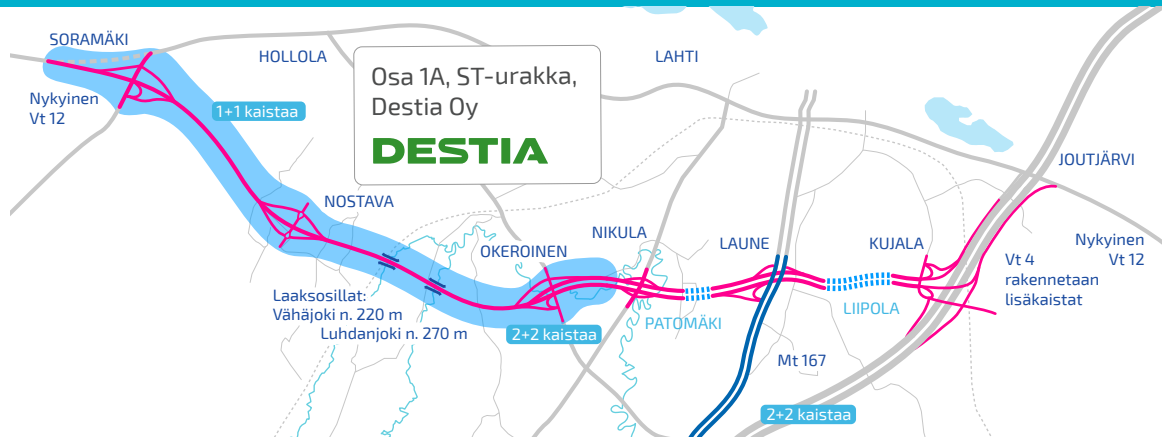 SORAMÄKI
HOLLOLA
LAHTI
Osa 1A, ST-urakka,
Destia Oy
DESTIA
Nykyinen
Vt 12
1+1 kaistaa
JOUTJÄRVI
NOSTAVA
OKEROINEN
NIKULA
LAUNE
KUJALA
Nykyinen
Vt 12
Vt 4
rakennetaan
lisäkaistat
Laaksosillat:
Vähäjoki n. 220 m
Luhdanjoki n. 270 m
2+2 kaistaa
PATOMÄKI
LIIPOLA
Mt 167
2+2 kaistaa